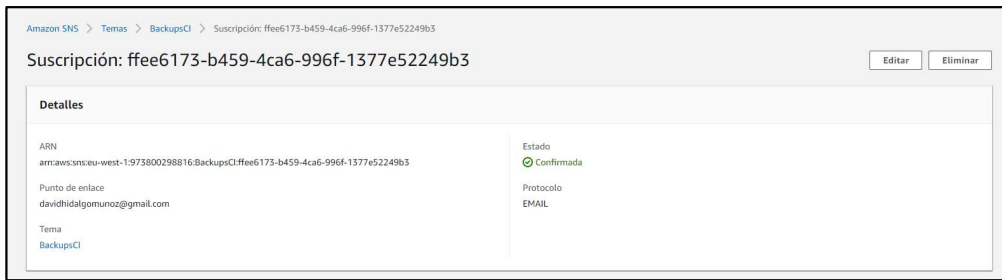 Amazon SNS > Temas > BackupsCI > Suscripción: ffee6173-b459-4ca6-996f-1377e52249b3
Suscripción: ffee6173-b459-4ca6-996f-1377e52249b3
Editar
Eliminar
Detalles
ARN
arn:aws:sns:eu-west-1:973800298816:BackupsCI:ffee6173-b459-4ca6-996f-1377e52249b3
Punto de enlace
davidhidalgomunoz@gmail.com
Tema
BackupsCI
Estado
Confirmada
Protocolo
EMAIL